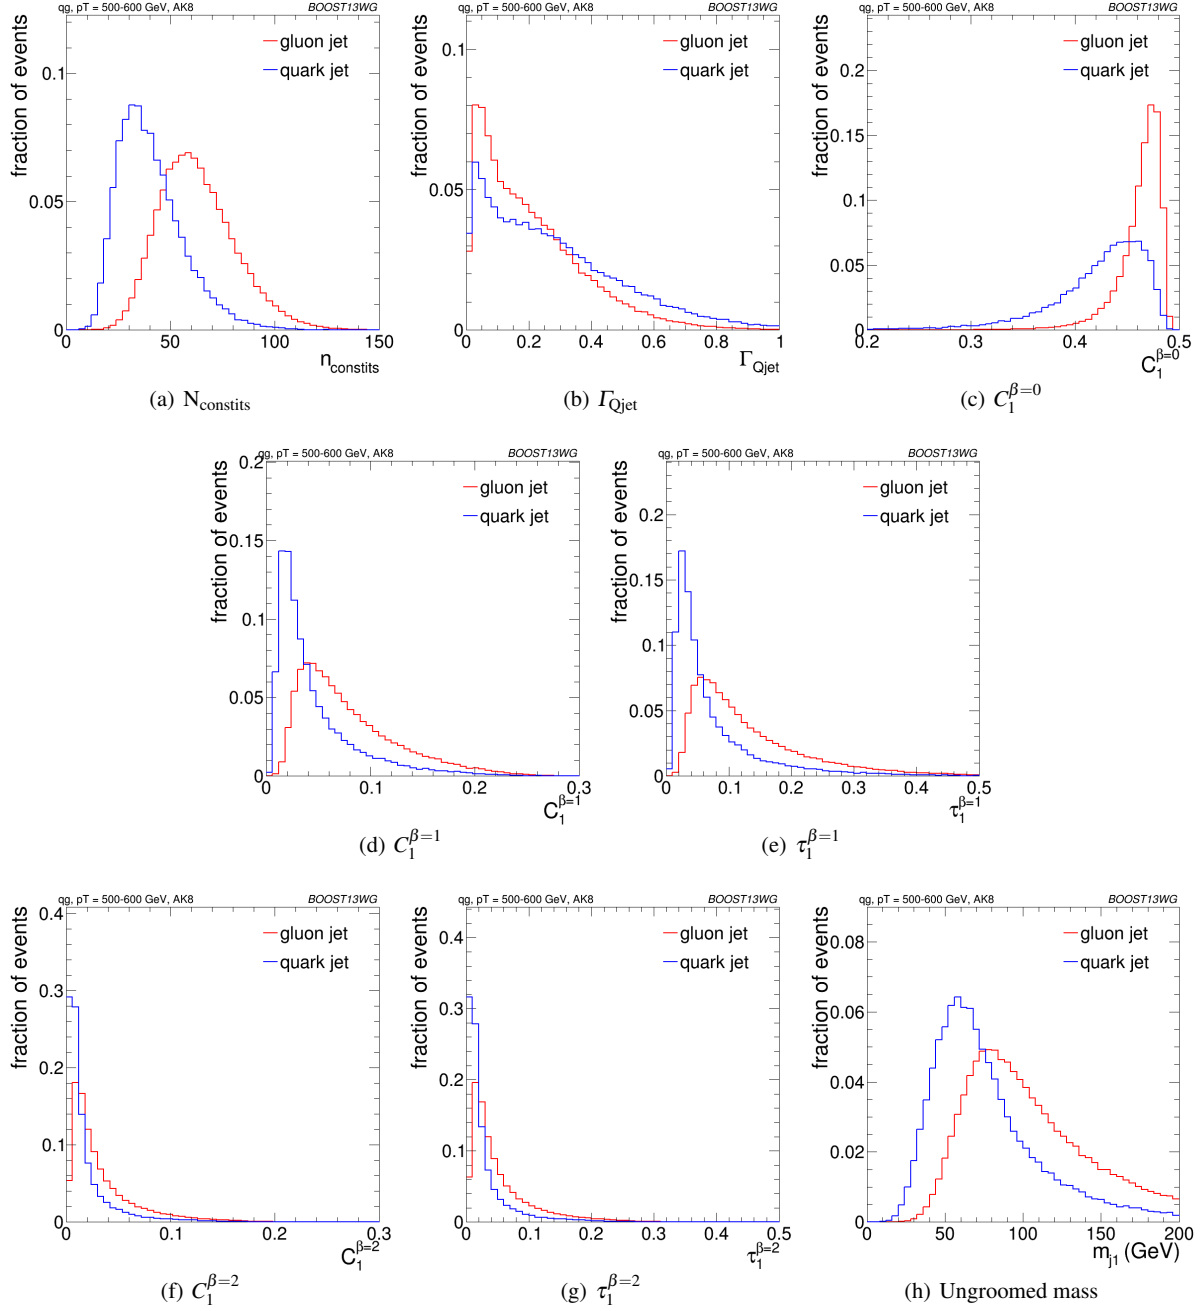 qg, pT = 500-600 GeV, AK8 BOOST13WG
fraction of events
gluon jet
quark jet
0.1
0.05
0
0 50 100 150
n_constits
(a) N_constits
qg, pT = 500-600 GeV, AK8 BOOST13WG
fraction of events
gluon jet
quark jet
0.1
0.05
0
0 0.2 0.4 0.6 0.8 1
Γ_Qjet
(b) Γ_Qjet
qg, pT = 500-600 GeV, AK8 BOOST13WG
fraction of events
gluon jet
quark jet
0.2
0.15
0.1
0.05
0
0.2 0.3 0.4 0.5
C_1^{β=0}
(c) C_1^{β=0}
qg, pT = 500-600 GeV, AK8 BOOST13WG
fraction of events
gluon jet
quark jet
0.2
0.15
0.1
0.05
0
0 0.1 0.2 0.3
C_1^{β=1}
(d) C_1^{β=1}
qg, pT = 500-600 GeV, AK8 BOOST13WG
fraction of events
gluon jet
quark jet
0.2
0.15
0.1
0.05
0
0 0.1 0.2 0.3 0.4 0.5
τ_1^{β=1}
(e) τ_1^{β=1}
qg, pT = 500-600 GeV, AK8 BOOST13WG
fraction of events
gluon jet
quark jet
0.4
0.3
0.2
0.1
0
0 0.1 0.2 0.3
C_1^{β=2}
(f) C_1^{β=2}
qg, pT = 500-600 GeV, AK8 BOOST13WG
fraction of events
gluon jet
quark jet
0.4
0.3
0.2
0.1
0
0 0.1 0.2 0.3 0.4 0.5
τ_1^{β=2}
(g) τ_1^{β=2}
qg, pT = 500-600 GeV, AK8 BOOST13WG
fraction of events
gluon jet
quark jet
0.08
0.06
0.04
0.02
0
0 50 100 150 200
m_j1 (GeV)
(h) Ungroomed mass